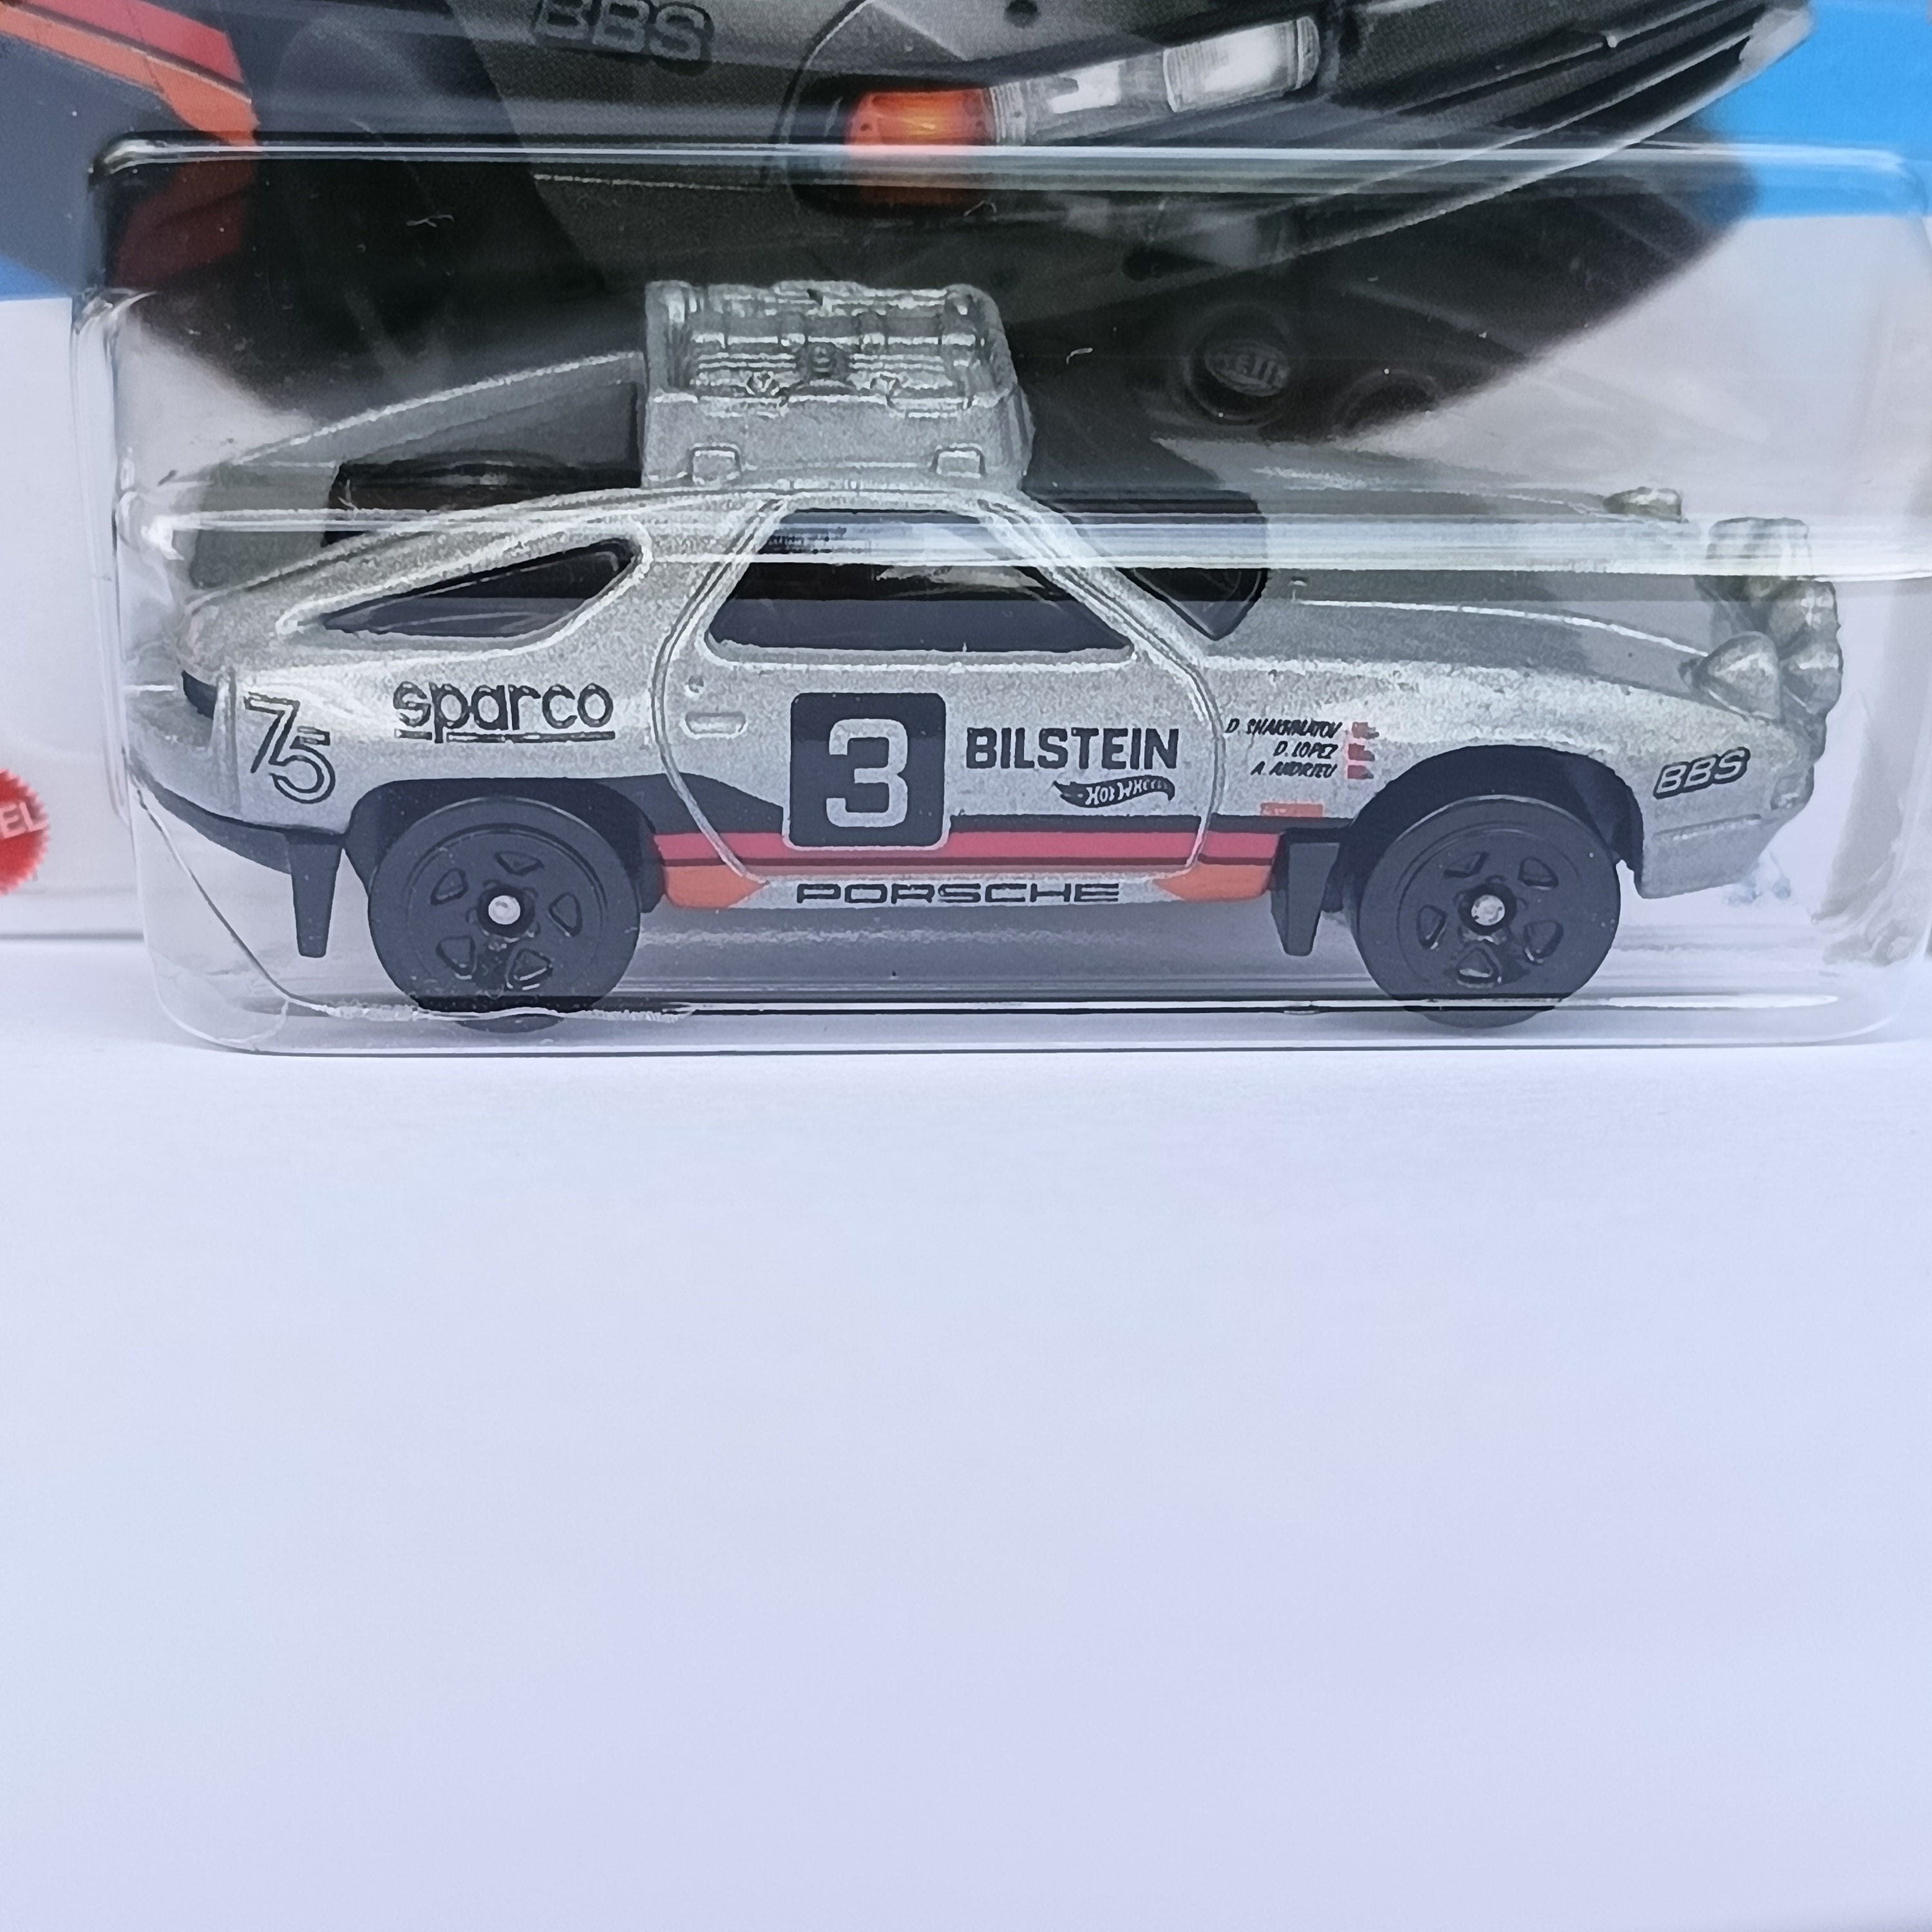 BBS
75
sparco
3
BILSTEIN
HOT WHEELS
D. SHAKHMATOV
D. LOPEZ
A. ANDRIEU
BBS
PORSCHE